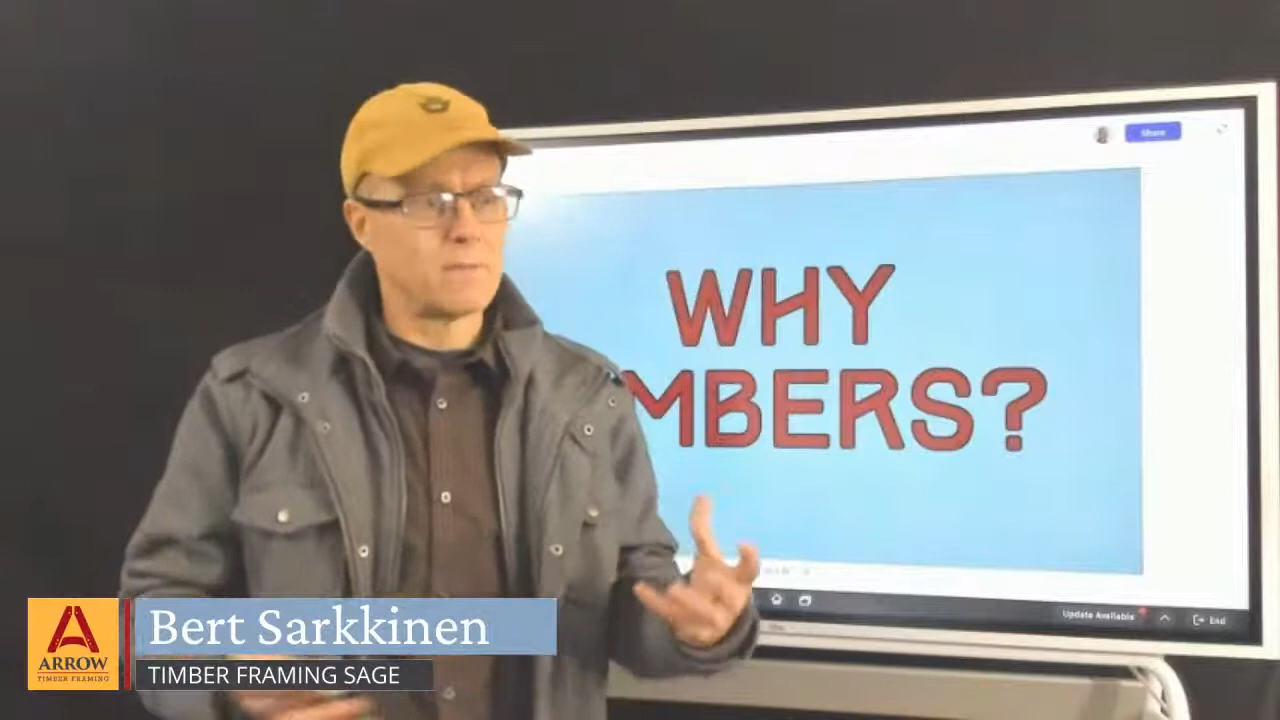 Share
WHY
MBERS?
Update Available
End
Bert Sarkkinen
TIMBER FRAMING SAGE
ARROW
TIMBER FRAMING